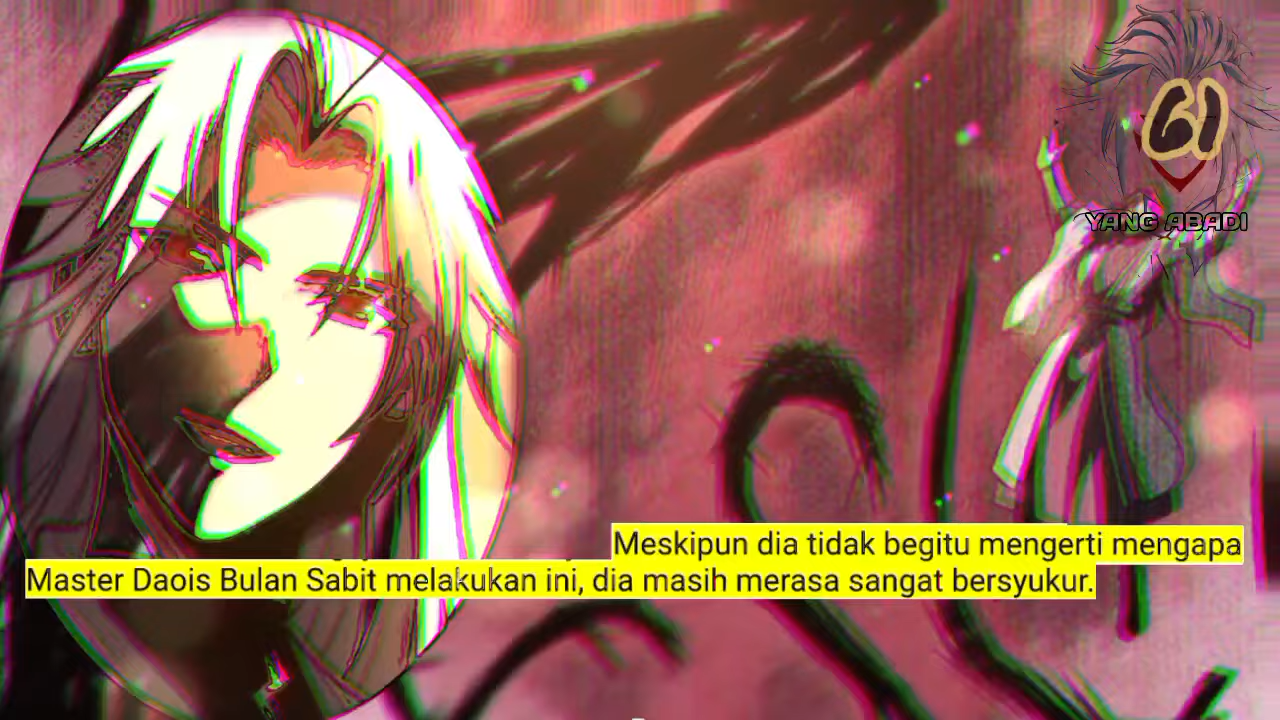 GI
YANG ABADI
Meskipun dia tidak begitu mengerti mengapa
Master Daois Bulan Sabit melakukan ini, dia masih merasa sangat bersyukur.